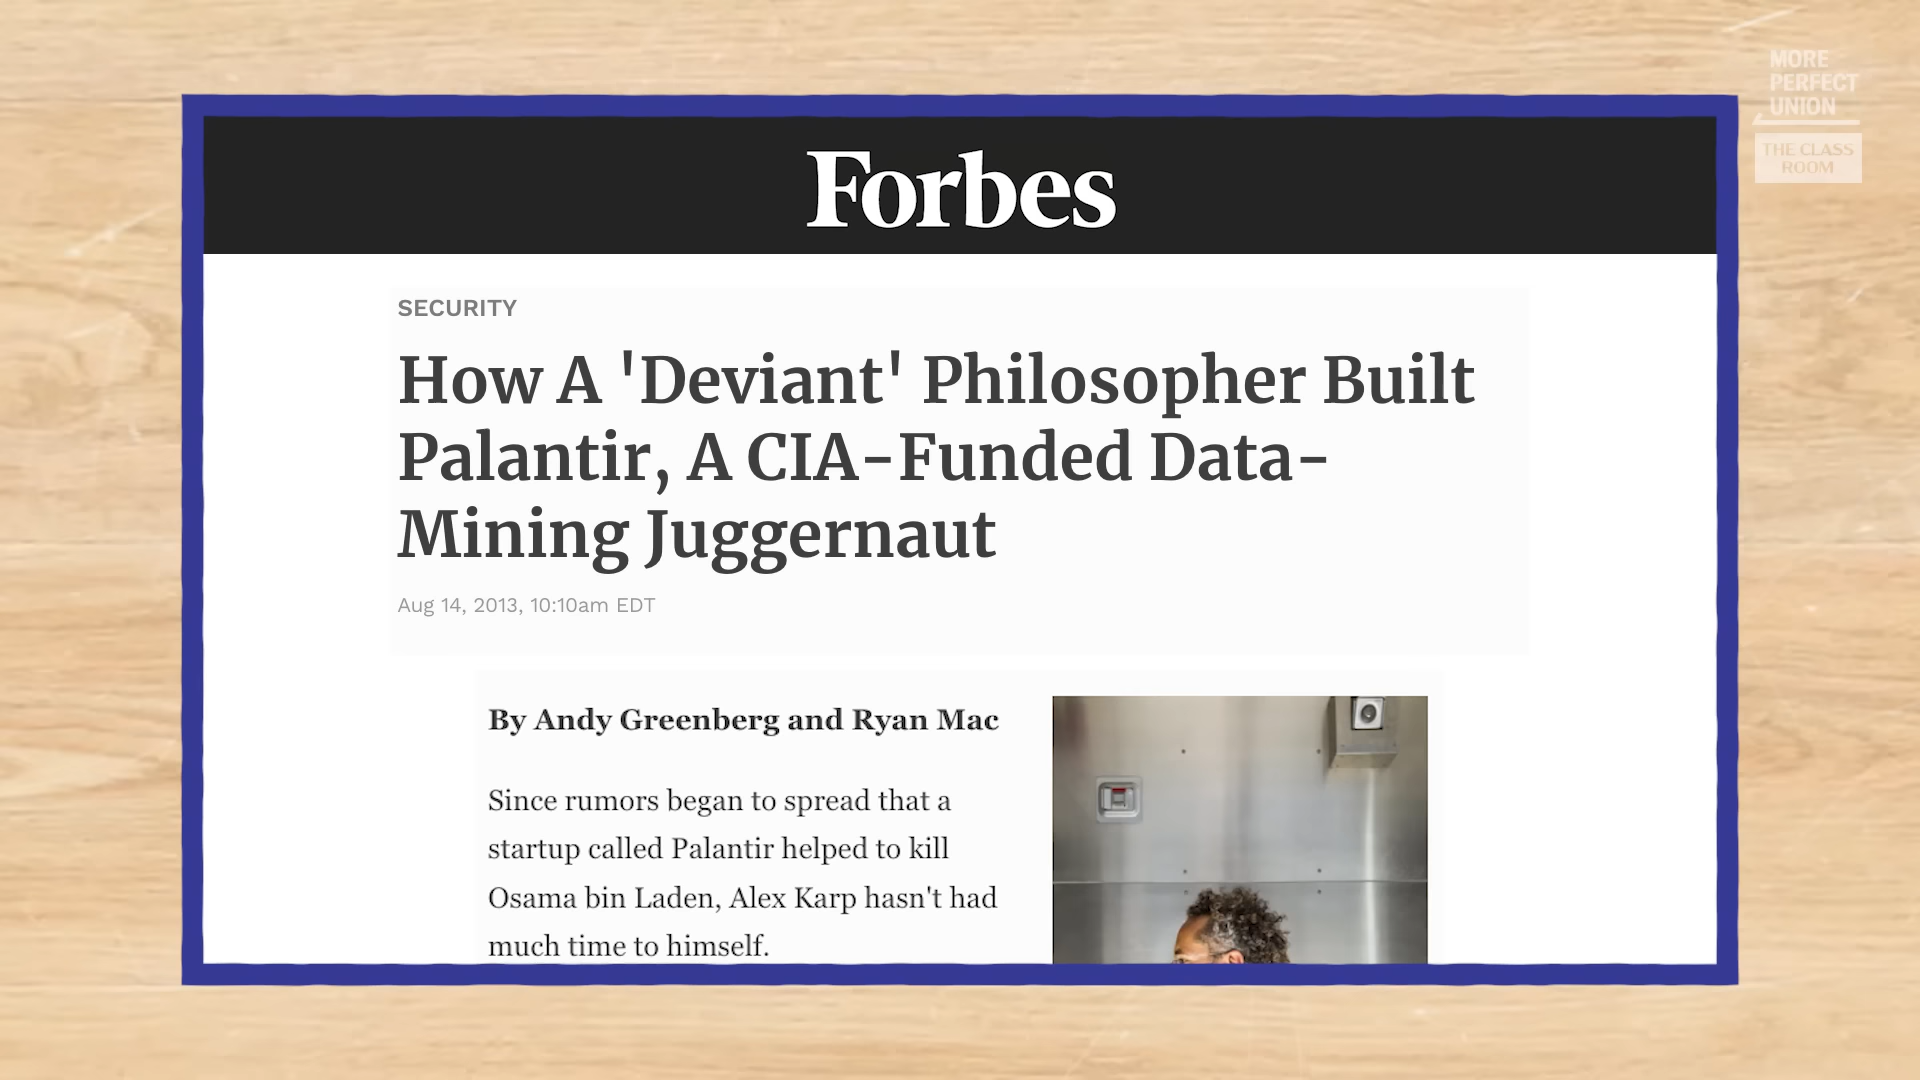 MORE
PERFECT
UNION
THE CLASS
ROOM
Forbes
SECURITY
How A 'Deviant' Philosopher Built
Palantir, A CIA-Funded Data-
Mining Juggernaut
Aug 14, 2013, 10:10am EDT
By Andy Greenberg and Ryan Mac
Since rumors began to spread that a
startup called Palantir helped to kill
Osama bin Laden, Alex Karp hasn't had
much time to himself.